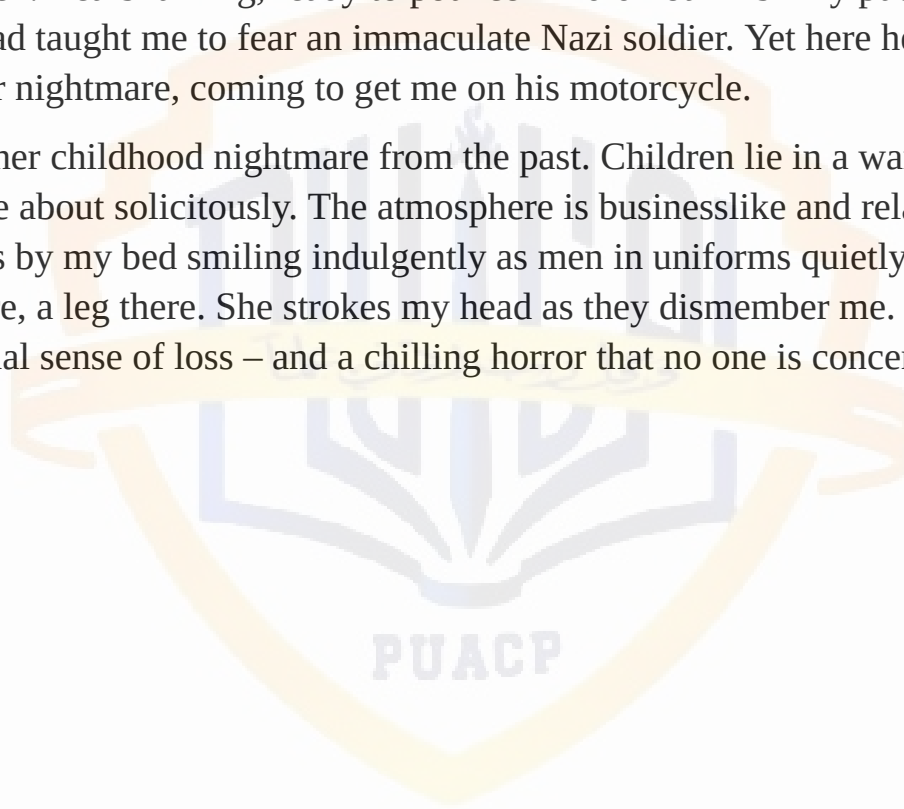 ad taught me to fear an immaculate Nazi soldier. Yet here he
r nightmare, coming to get me on his motorcycle.
her childhood nightmare from the past. Children lie in a wa
e about solicitously. The atmosphere is businesslike and rela
s by my bed smiling indulgently as men in uniforms quietly
e, a leg there. She strokes my head as they dismember me.
al sense of loss – and a chilling horror that no one is concer
PUACP